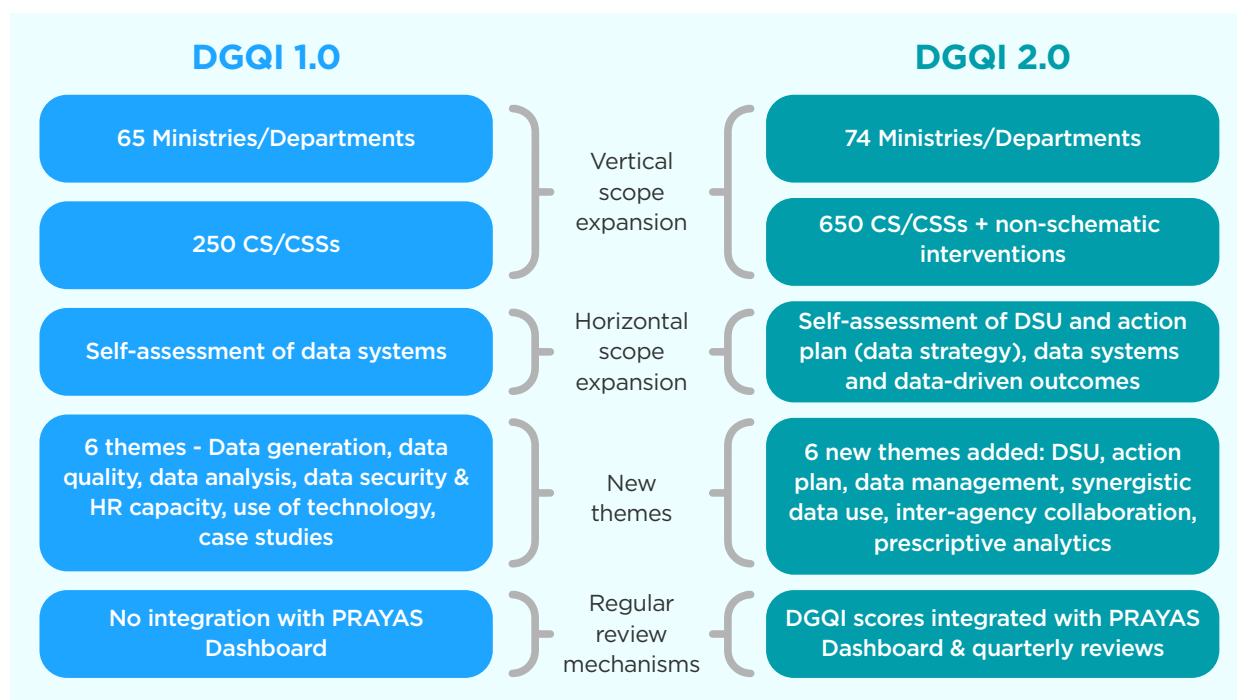 DGQI 1.0
DGQI 2.0
65 Ministries/Departments
Vertical
scope
expansion
74 Ministries/Departments
250 CS/CSSs
650 CS/CSSs + non-schematic
interventions
Self-assessment of data systems
Horizontal
scope
expansion
Self-assessment of DSU and action
plan (data strategy), data systems
and data-driven outcomes
6 themes - Data generation, data
quality, data analysis, data security &
HR capacity, use of technology,
case studies
New
themes
6 new themes added: DSU, action
plan, data management, synergistic
data use, inter-agency collaboration,
prescriptive analytics
No integration with PRAYAS
Dashboard
Regular
review
mechanisms
DGQI scores integrated with PRAYAS
Dashboard & quarterly reviews